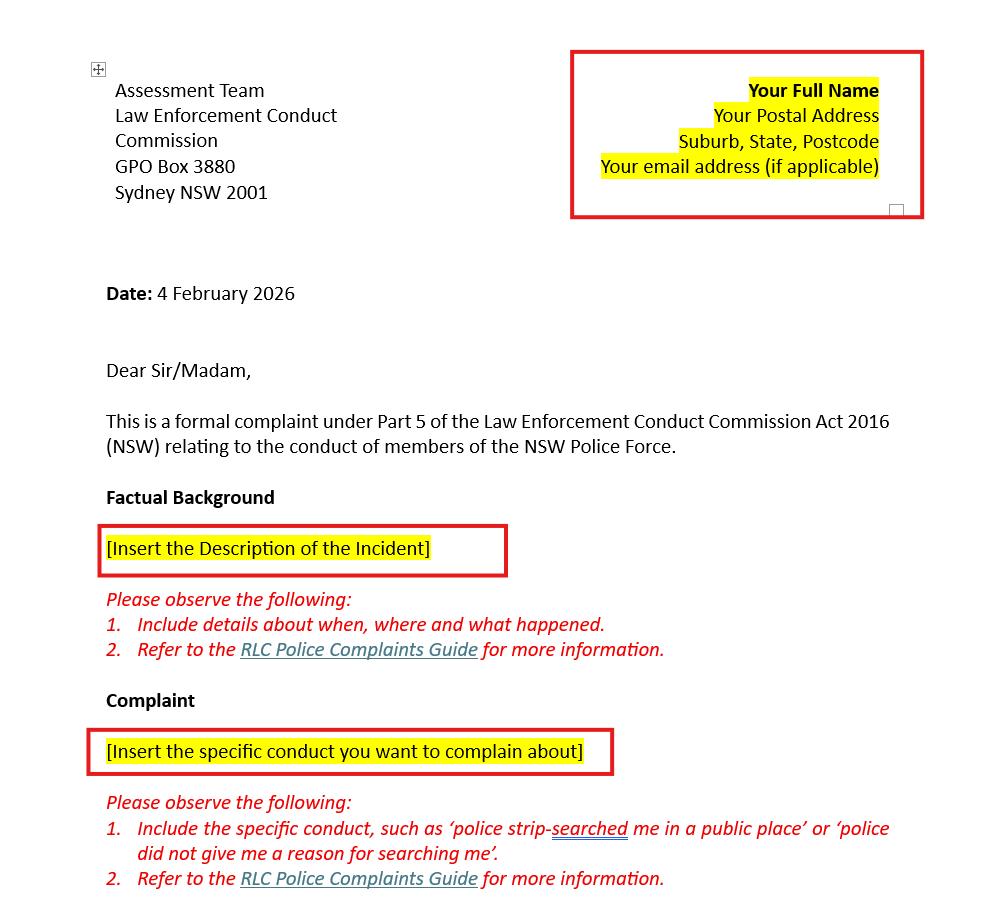 Assessment Team
Law Enforcement Conduct
Commission
GPO Box 3880
Sydney NSW 2001
Your Full Name
Your Postal Address
Suburb, State, Postcode
Your email address (if applicable)
Date: 4 February 2026
Dear Sir/Madam,
This is a formal complaint under Part 5 of the Law Enforcement Conduct Commission Act 2016
(NSW) relating to the conduct of members of the NSW Police Force.
Factual Background
[Insert the Description of the Incident]
Please observe the following:
1. Include details about when, where and what happened.
2. Refer to the RLC Police Complaints Guide for more information.
Complaint
[Insert the specific conduct you want to complain about]
Please observe the following:
1. Include the specific conduct, such as ‘police strip-searched me in a public place’ or ‘police
did not give me a reason for searching me’.
2. Refer to the RLC Police Complaints Guide for more information.